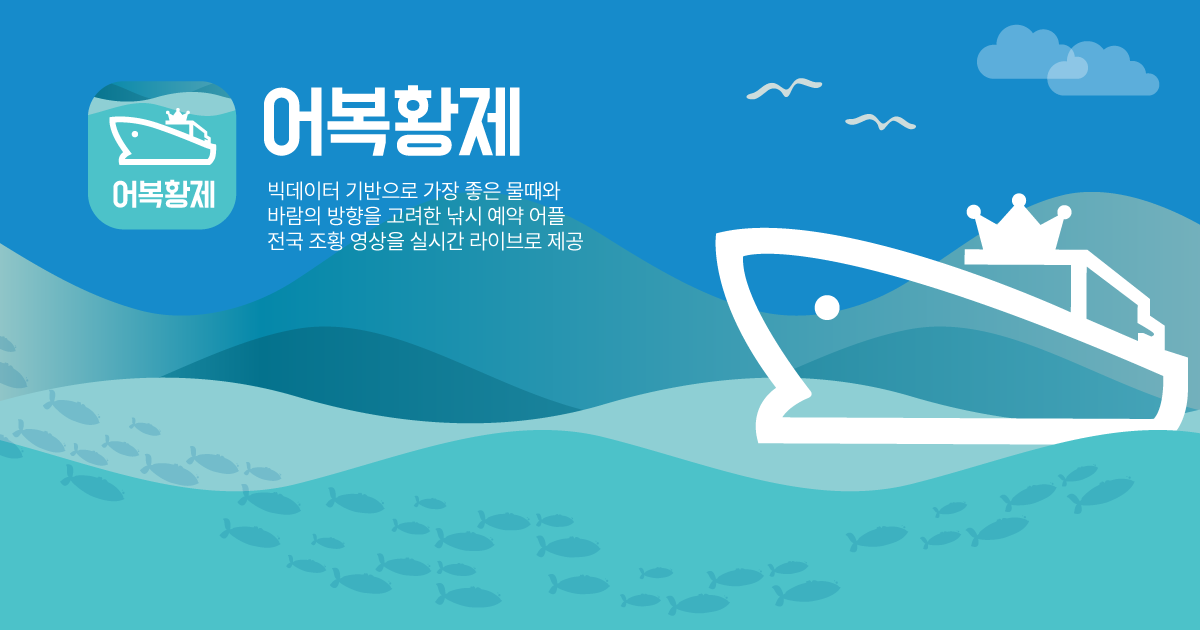 어복황제
어복황제
빅데이터 기반으로 가장 좋은 물때와
바람의 방향을 고려한 낚시 예약 어플
전국 조황 영상을 실시간 라이브로 제공